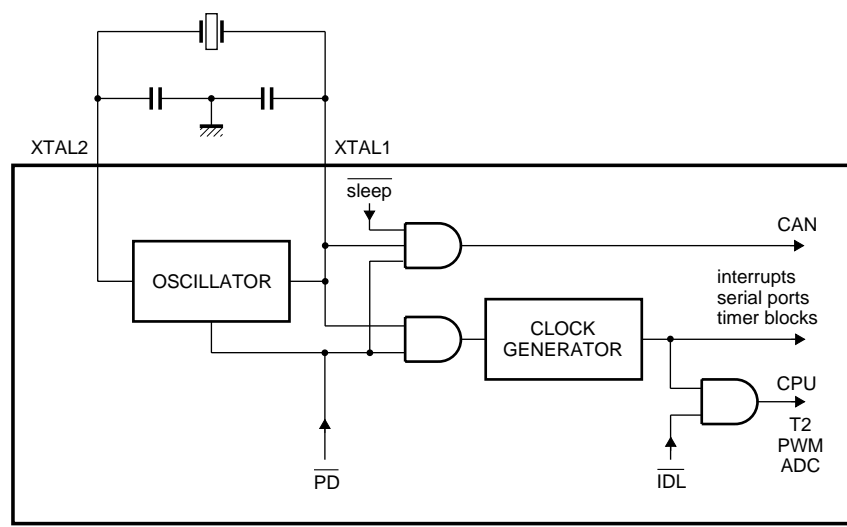 XTAL2
XTAL1
sleep
CAN
OSCILLATOR
interrupts
serial ports
timer blocks
CLOCK
GENERATOR
CPU
T2
PWM
ADC
PD
IDL